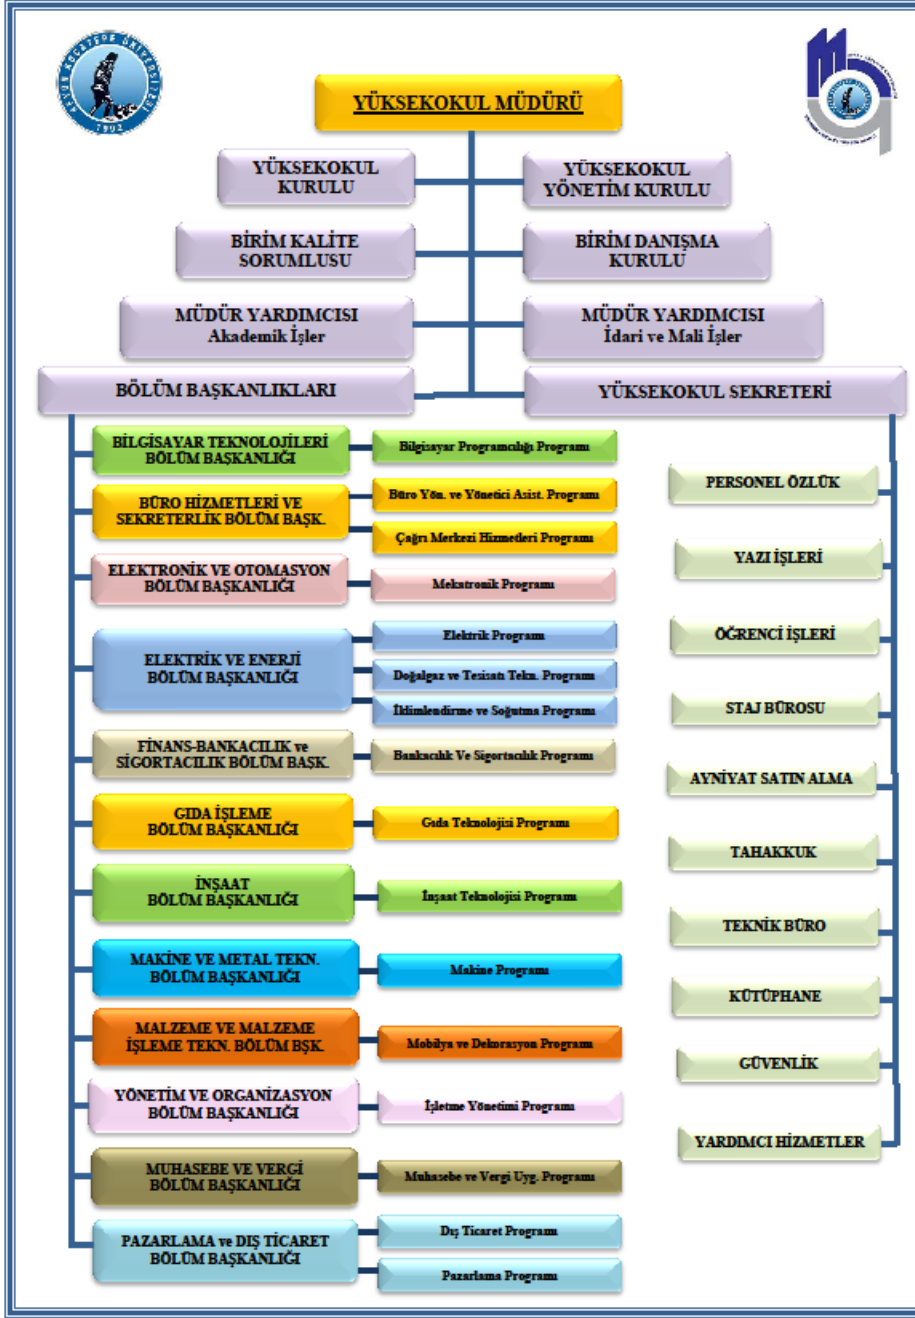 AFYON KOCATEPE ÜNİVERSİTESİ
1992
YÜKSEKOKUL MÜDÜRÜ
YÜKSEKOKUL
KURULU
YÜKSEKOKUL
YÖNETİM KURULU
BİRİM KALİTE
SORUMLUSU
BİRİM DANIŞMA
KURULU
MÜDÜR YARDIMCISI
Akademik İşler
MÜDÜR YARDIMCISI
İdari ve Mali İşler
BÖLÜM BAŞKANLIKLARI
YÜKSEKOKUL SEKRETERİ
BİLGİSAYAR TEKNOLOJİLERİ
BÖLÜM BAŞKANLIĞI
Bilgisayar Programcılığı Programı
BÜRO HİZMETLERİ VE
SEKRETERLİK BÖLÜM BAŞK.
Büro Yön. ve Yönetici Asist. Programı
Çağrı Merkezi Hizmetleri Programı
ELEKTRONİK VE OTOMASYON
BÖLÜM BAŞKANLIĞI
Mekatronik Programı
ELEKTRİK VE ENERJİ
BÖLÜM BAŞKANLIĞI
Elektrik Programı
Doğalgaz ve Tesisatı Tekn. Programı
İklimlendirme ve Soğutma Programı
FİNANS-BANKACILIK ve
SİGORTACILIK BÖLÜM BAŞK.
Bankacılık Ve Sigortacılık Programı
GIDA İŞLEME
BÖLÜM BAŞKANLIĞI
Gıda Teknolojisi Programı
İNŞAAT
BÖLÜM BAŞKANLIĞI
İnşaat Teknolojisi Programı
MAKİNE VE METAL TEKN.
BÖLÜM BAŞKANLIĞI
Makine Programı
MALZEME VE MALZEME
İŞLEME TEKN. BÖLÜM BŞK.
Mobilya ve Dekorasyon Programı
YÖNETİM VE ORGANİZASYON
BÖLÜM BAŞKANLIĞI
İşletme Yönetimi Programı
MUHASEBE VE VERGİ
BÖLÜM BAŞKANLIĞI
Muhasebe ve Vergi Uyg. Programı
PAZARLAMA ve DIŞ TİCARET
BÖLÜM BAŞKANLIĞI
Dış Ticaret Programı
Pazarlama Programı
PERSONEL ÖZLÜK
YAZI İŞLERİ
ÖĞRENCİ İŞLERİ
STAJ BÜROSU
AYNİYAT SATIN ALMA
TAHAKKUK
TEKNİK BÜRO
KÜTÜPHANE
GÜVENLİK
YARDIMCI HİZMETLER